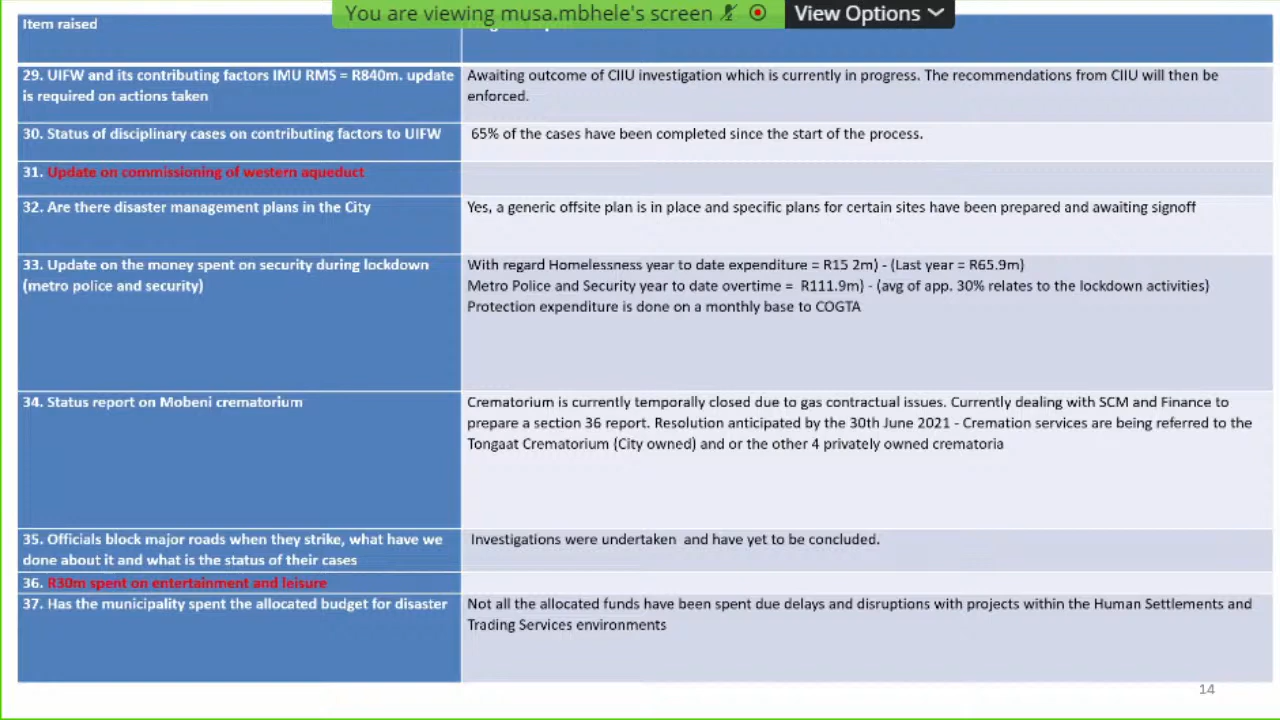 You are viewing musa.mbhele's screen
View Options
Item raised
29. UIFW and its contributing factors IMU RMS = R840m. update
is required on actions taken
Awaiting outcome of CIIU investigation which is currently in progress. The recommendations from CIIU will then be
enforced.
30. Status of disciplinary cases on contributing factors to UIFW
65% of the cases have been completed since the start of the process.
31. Update on commissioning of western aqueduct
32. Are there disaster management plans in the City
Yes, a generic offsite plan is in place and specific plans for certain sites have been prepared and awaiting signoff
33. Update on the money spent on security during lockdown
(metro police and security)
With regard Homelessness year to date expenditure = R15 2m) - (Last year = R65.9m)
Metro Police and Security year to date overtime = R111.9m) - (avg of app. 30% relates to the lockdown activities)
Protection expenditure is done on a monthly base to COGTA
34. Status report on Mobeni crematorium
Crematorium is currently temporally closed due to gas contractual issues. Currently dealing with SCM and Finance to
prepare a section 36 report. Resolution anticipated by the 30th June 2021 - Cremation services are being referred to the
Tongaat Crematorium (City owned) and or the other 4 privately owned crematoria
35. Officials block major roads when they strike, what have we
done about it and what is the status of their cases
Investigations were undertaken and have yet to be concluded.
36. R30m spent on entertainment and leisure
37. Has the municipality spent the allocated budget for disaster
Not all the allocated funds have been spent due delays and disruptions with projects within the Human Settlements and
Trading Services environments
14